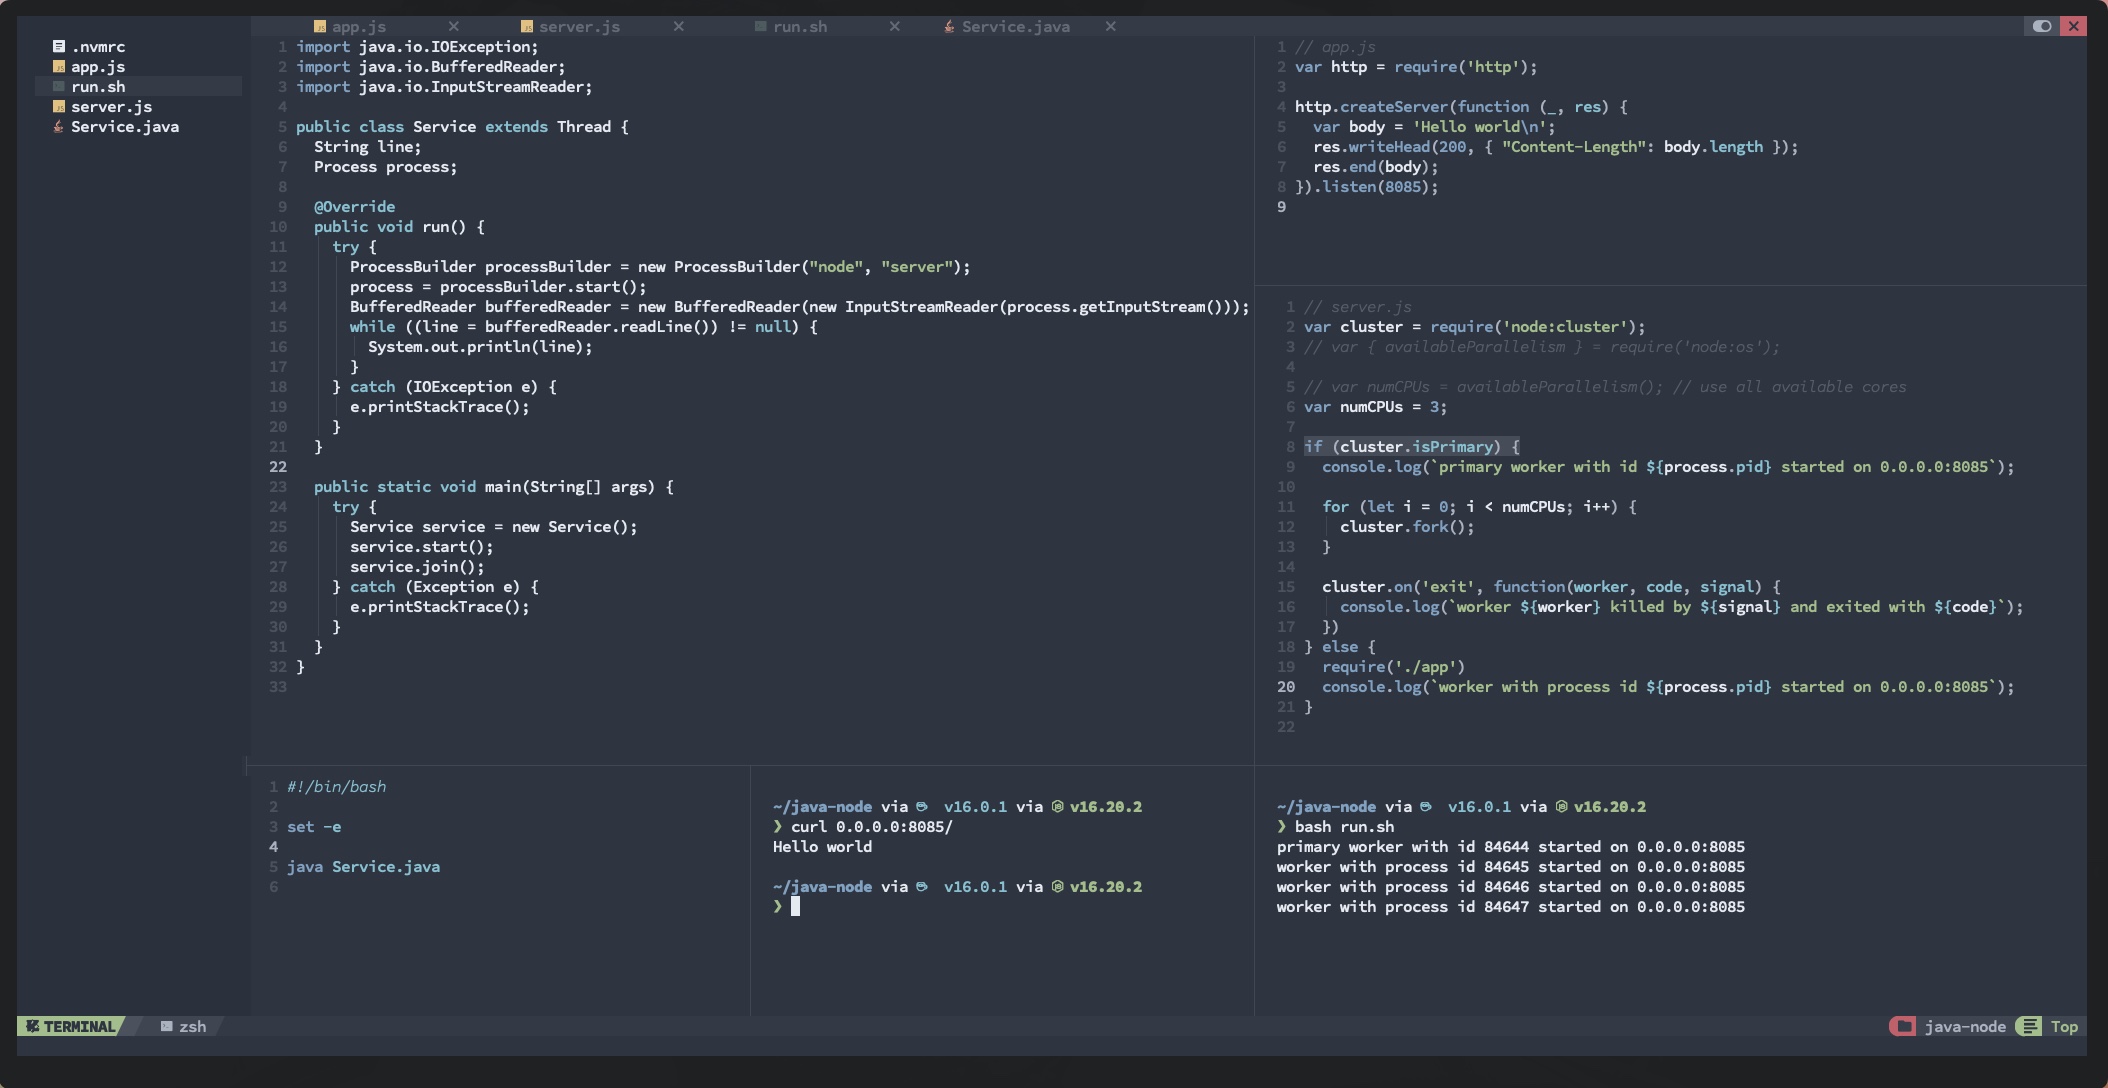 app.js ✕ server.js ✕ run.sh ✕ Service.java ✕
.nvmrc
app.js
run.sh
server.js
Service.java
1 import java.io.IOException;
2 import java.io.BufferedReader;
3 import java.io.InputStreamReader;
4
5 public class Service extends Thread {
6   String line;
7   Process process;
8
9   @Override
10   public void run() {
11     try {
12       ProcessBuilder processBuilder = new ProcessBuilder("node", "server");
13       process = processBuilder.start();
14       BufferedReader bufferedReader = new BufferedReader(new InputStreamReader(process.getInputStream()));
15       while ((line = bufferedReader.readLine()) != null) {
16         System.out.println(line);
17       }
18     } catch (IOException e) {
19       e.printStackTrace();
20     }
21   }
22
23   public static void main(String[] args) {
24     try {
25       Service service = new Service();
26       service.start();
27       service.join();
28     } catch (Exception e) {
29       e.printStackTrace();
30     }
31   }
32 }
33
1 // app.js
2 var http = require('http');
3
4 http.createServer(function (_, res) {
5   var body = 'Hello world\n';
6   res.writeHead(200, { "Content-Length": body.length });
7   res.end(body);
8 }).listen(8085);
9
1 // server.js
2 var cluster = require('node:cluster');
3 // var { availableParallelism } = require('node:os');
4
5 // var numCPUs = availableParallelism(); // use all available cores
6 var numCPUs = 3;
7
8 if (cluster.isPrimary) {
9   console.log(`primary worker with id ${process.pid} started on 0.0.0.0:8085`);
10
11   for (let i = 0; i < numCPUs; i++) {
12     cluster.fork();
13   }
14
15   cluster.on('exit', function(worker, code, signal) {
16     console.log(`worker ${worker} killed by ${signal} and exited with ${code}`);
17   })
18 } else {
19   require('./app')
20   console.log(`worker with process id ${process.pid} started on 0.0.0.0:8085`);
21 }
22
1 #!/bin/bash
2
3 set -e
4
5 java Service.java
6
~/java-node via v16.0.1 via v16.20.2
❯ curl 0.0.0.0:8085/
Hello world
~/java-node via v16.0.1 via v16.20.2
❯
~/java-node via v16.0.1 via v16.20.2
❯ bash run.sh
primary worker with id 84644 started on 0.0.0.0:8085
worker with process id 84645 started on 0.0.0.0:8085
worker with process id 84646 started on 0.0.0.0:8085
worker with process id 84647 started on 0.0.0.0:8085
TERMINAL zsh java-node Top